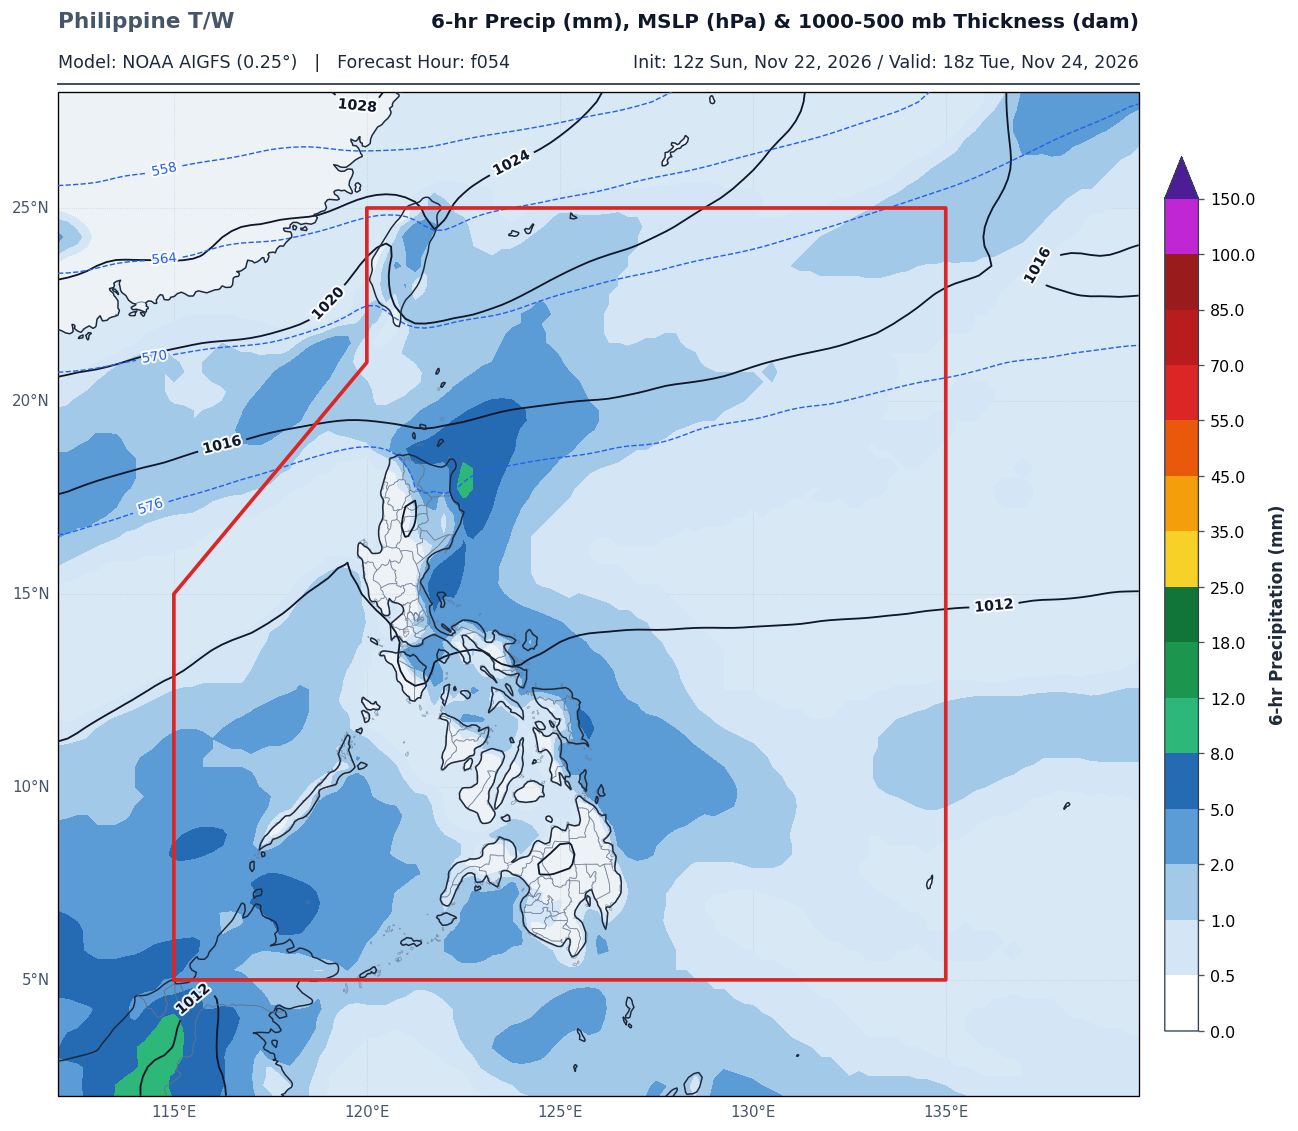 Philippine T/W
6-hr Precip (mm), MSLP (hPa) & 1000-500 mb Thickness (dam)
Model: NOAA AIGFS (0.25°) | Forecast Hour: f054
Init: 12z Sun, Nov 22, 2026 / Valid: 18z Tue, Nov 24, 2026
1028
1024
558
564
1020
1016
570
1016
576
1012
1012
25°N
20°N
15°N
10°N
5°N
115°E
120°E
125°E
130°E
135°E
150.0
100.0
85.0
70.0
55.0
45.0
35.0
25.0
18.0
12.0
8.0
5.0
2.0
1.0
0.5
0.0
6-hr Precipitation (mm)